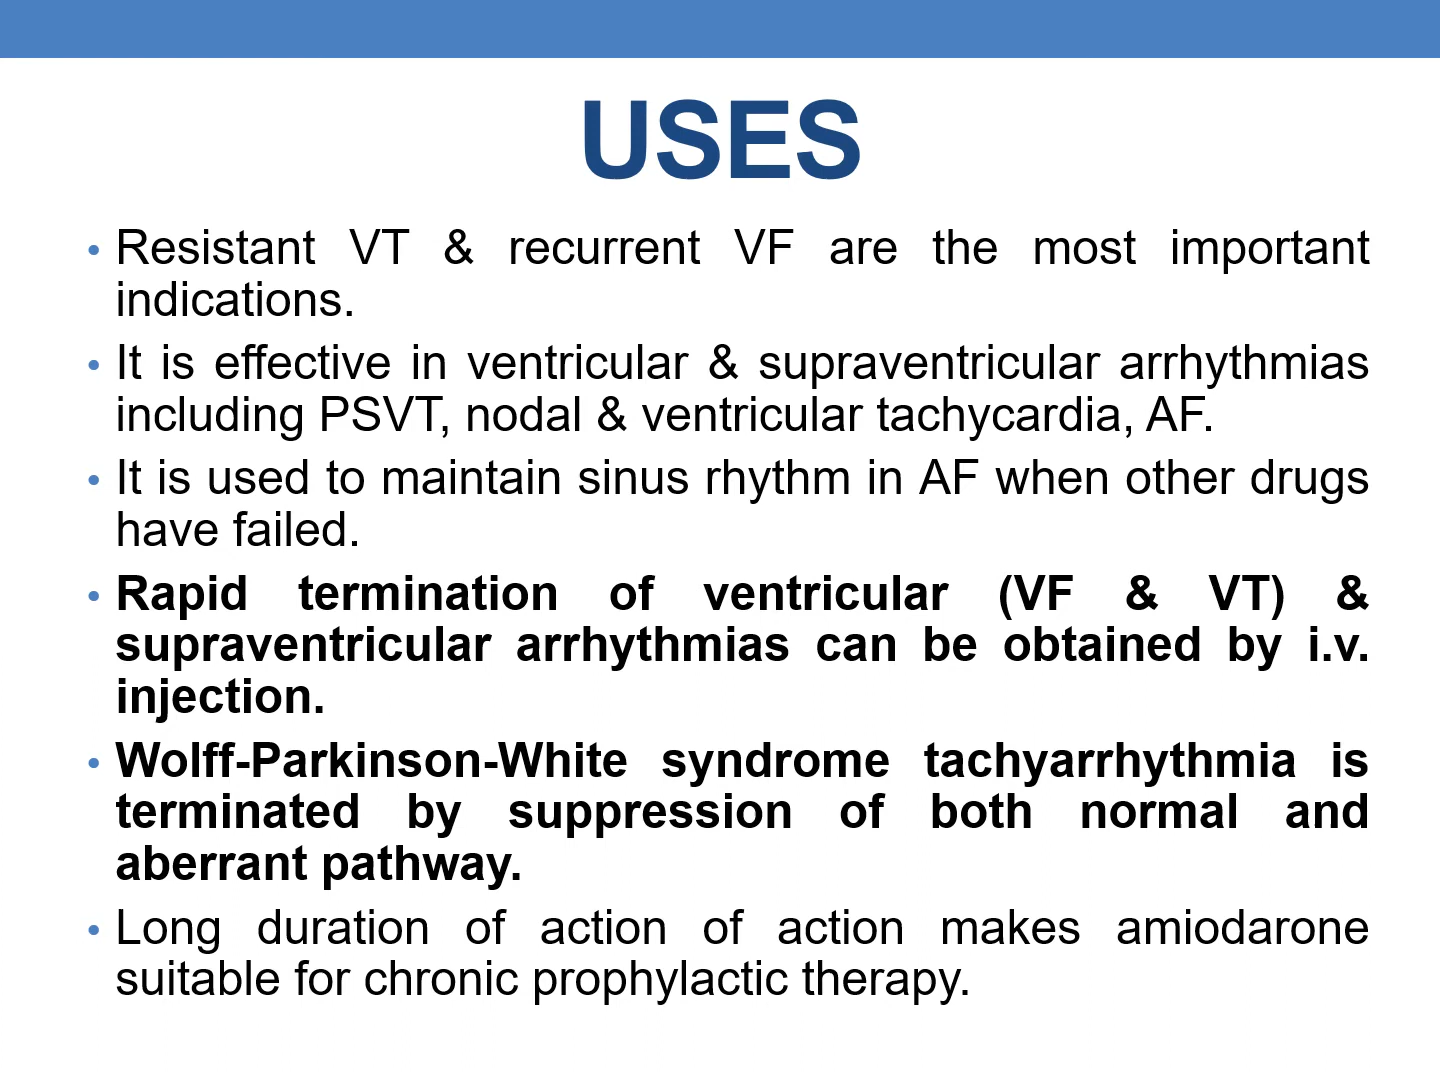 USES
• Resistant VT & recurrent VF are the most important
indications.
• It is effective in ventricular & supraventricular arrhythmias
including PSVT, nodal & ventricular tachycardia, AF.
• It is used to maintain sinus rhythm in AF when other drugs
have failed.
• Rapid termination of ventricular (VF & VT) &
supraventricular arrhythmias can be obtained by i.v.
injection.
• Wolff-Parkinson-White syndrome tachyarrhythmia is
terminated by suppression of both normal and
aberrant pathway.
• Long duration of action of action makes amiodarone
suitable for chronic prophylactic therapy.